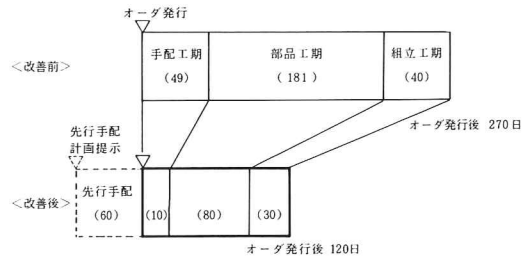 オーダ発行
<改善前>
手配工期
(49)
部品工期
(181)
組立工期
(40)
オーダ発行後 270日
先行手配
計画提示
<改善後>
先行手配
(60)
(10)
(80)
(30)
オーダ発行後 120日